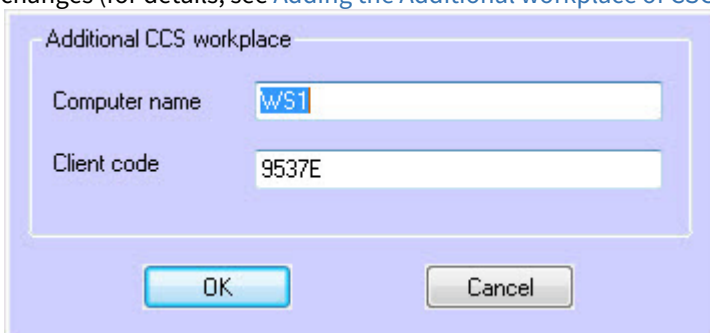 changes (for details, see Adding the Additional workplace of CSC
Additional CCS workplace
Computer name WS1
Client code 9537E
OK Cancel